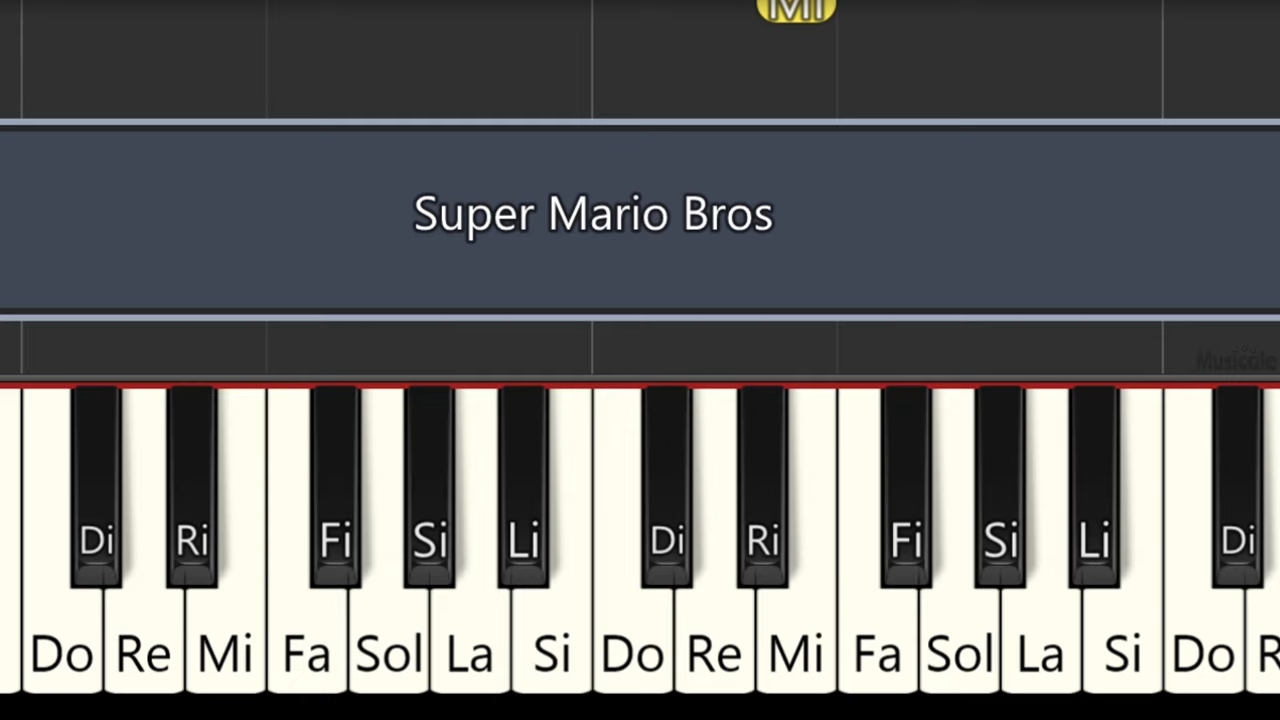 Mi
Super Mario Bros
Musicalo
Di Ri Fi Si Li Di Ri Fi Si Li Di
Do Re Mi Fa Sol La Si Do Re Mi Fa Sol La Si Do R